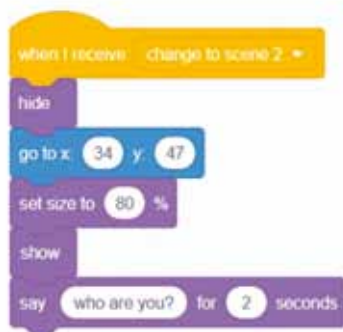 when I receive change to scene 2
hide
go to x: 34 y: 47
set size to 80 %
show
say who are you? for 2 seconds